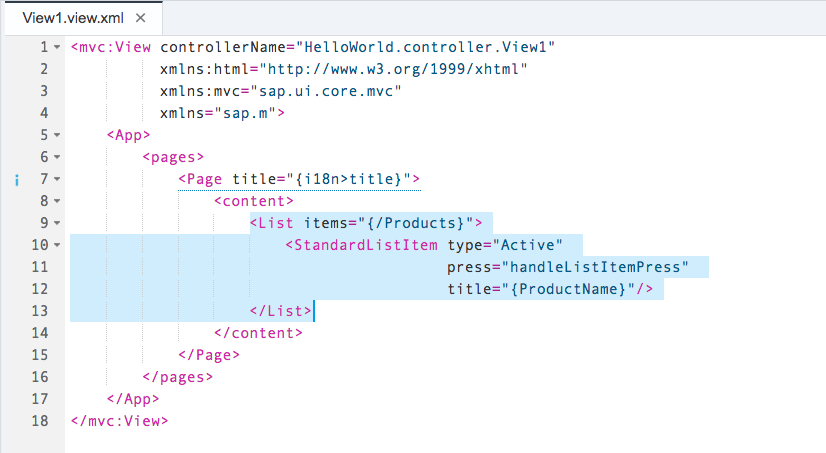 View1.view.xml ×
1 <mvc:View controllerName="HelloWorld.controller.View1"
2 xmlns:html="http://www.w3.org/1999/xhtml"
3 xmlns:mvc="sap.ui.core.mvc"
4 xmlns="sap.m">
5 <App>
6 <pages>
7 <Page title="{i18n>title}">
8 <content>
9 <List items="{/Products}">
10 <StandardListItem type="Active"
11 press="handleListItemPress"
12 title="{ProductName}"/>
13 </List>
14 </content>
15 </Page>
16 </pages>
17 </App>
18 </mvc:View>